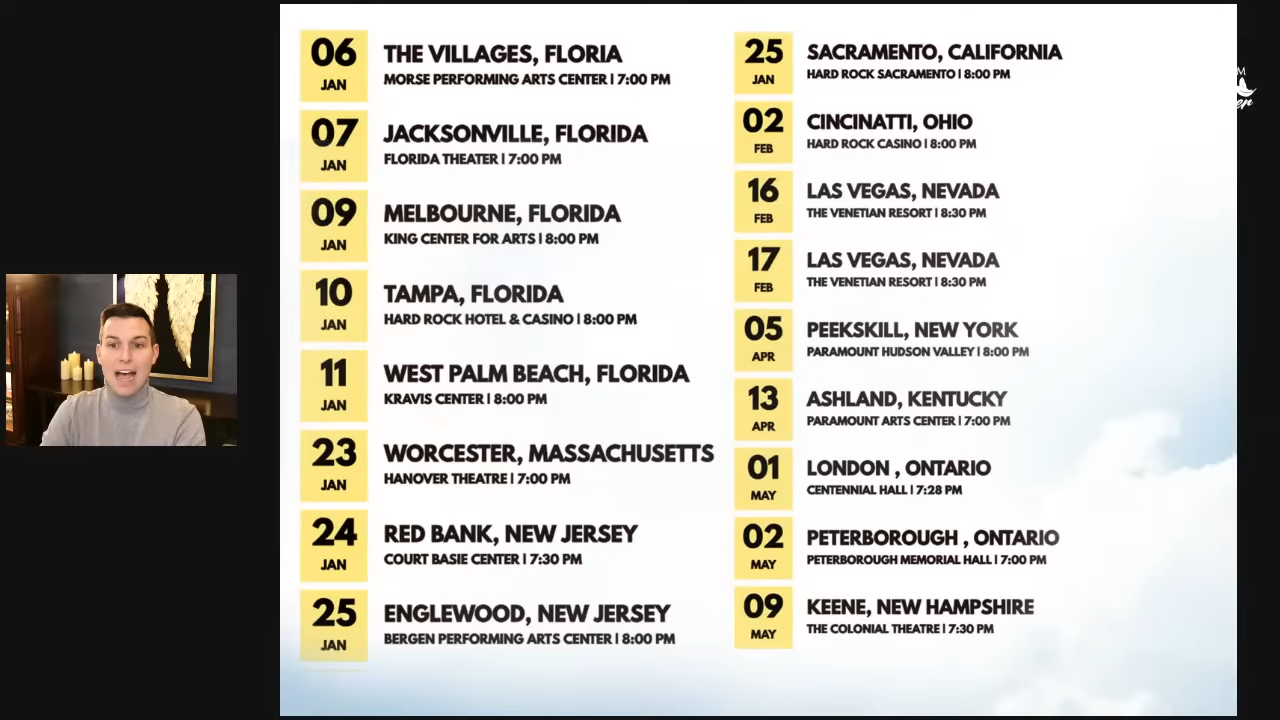 06
JAN
THE VILLAGES, FLORIA
MORSE PERFORMING ARTS CENTER | 7:00 PM
07
JAN
JACKSONVILLE, FLORIDA
FLORIDA THEATER | 7:00 PM
09
JAN
MELBOURNE, FLORIDA
KING CENTER FOR ARTS | 8:00 PM
10
JAN
TAMPA, FLORIDA
HARD ROCK HOTEL & CASINO | 8:00 PM
11
JAN
WEST PALM BEACH, FLORIDA
KRAVIS CENTER | 8:00 PM
23
JAN
WORCESTER, MASSACHUSETTS
HANOVER THEATRE | 7:00 PM
24
JAN
RED BANK, NEW JERSEY
COURT BASIE CENTER | 7:30 PM
25
JAN
ENGLEWOOD, NEW JERSEY
BERGEN PERFORMING ARTS CENTER | 8:00 PM
25
JAN
SACRAMENTO, CALIFORNIA
HARD ROCK SACRAMENTO | 8:00 PM
02
FEB
CINCINATTI, OHIO
HARD ROCK CASINO | 8:00 PM
16
FEB
LAS VEGAS, NEVADA
THE VENETIAN RESORT | 8:30 PM
17
FEB
LAS VEGAS, NEVADA
THE VENETIAN RESORT | 8:30 PM
05
APR
PEEKSKILL, NEW YORK
PARAMOUNT HUDSON VALLEY | 8:00 PM
13
APR
ASHLAND, KENTUCKY
PARAMOUNT ARTS CENTER | 7:00 PM
01
MAY
LONDON , ONTARIO
CENTENNIAL HALL | 7:28 PM
02
MAY
PETERBOROUGH , ONTARIO
PETERBOROUGH MEMORIAL HALL | 7:00 PM
09
MAY
KEENE, NEW HAMPSHIRE
THE COLONIAL THEATRE | 7:30 PM